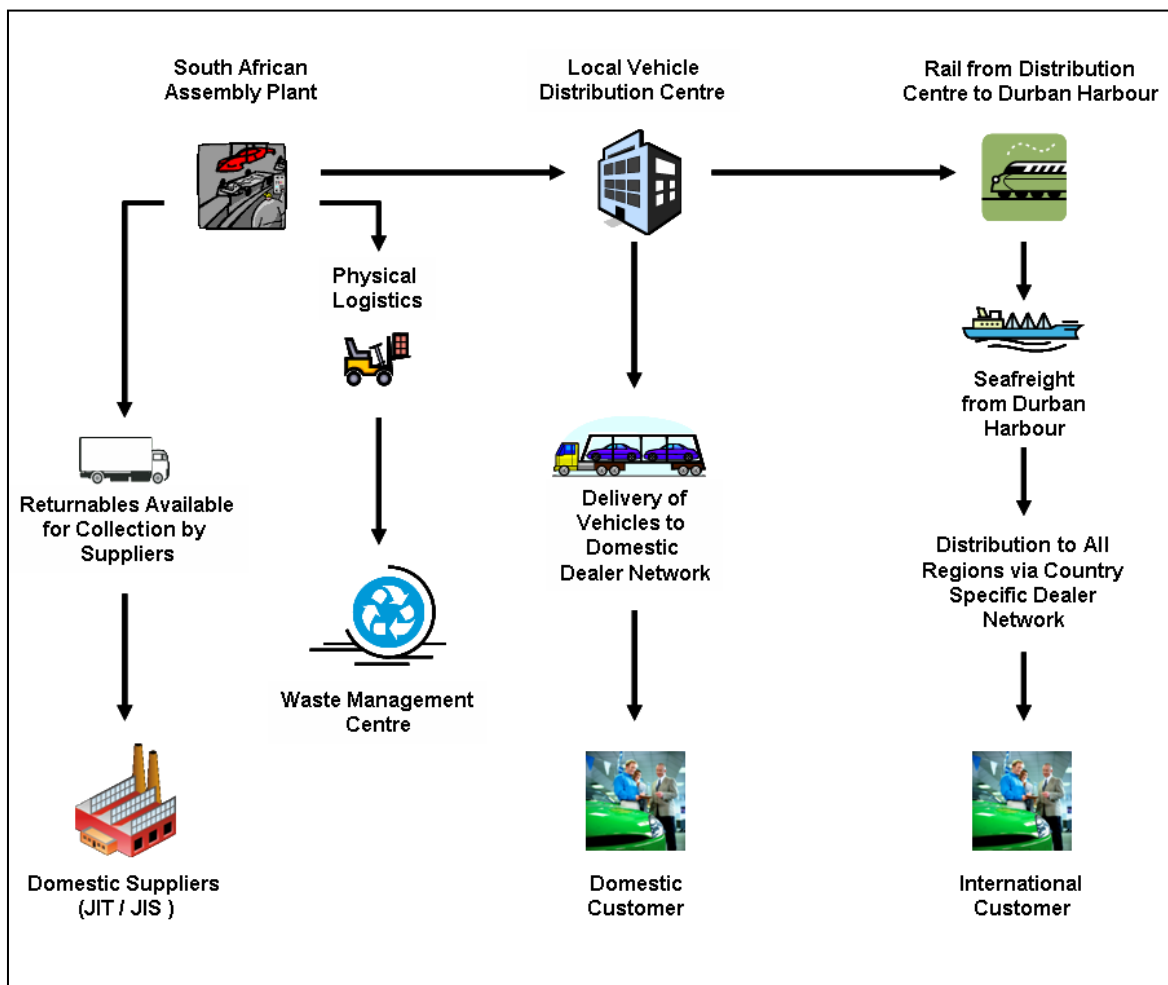 South African
Assembly Plant
Local Vehicle
Distribution Centre
Rail from Distribution
Centre to Durban Harbour
Physical
Logistics
Seafreight
from Durban
Harbour
Returnables Available
for Collection by
Suppliers
Delivery of
Vehicles to
Domestic
Dealer Network
Distribution to All
Regions via Country
Specific Dealer
Network
Waste Management
Centre
Domestic Suppliers
(JIT / JIS )
Domestic
Customer
International
Customer